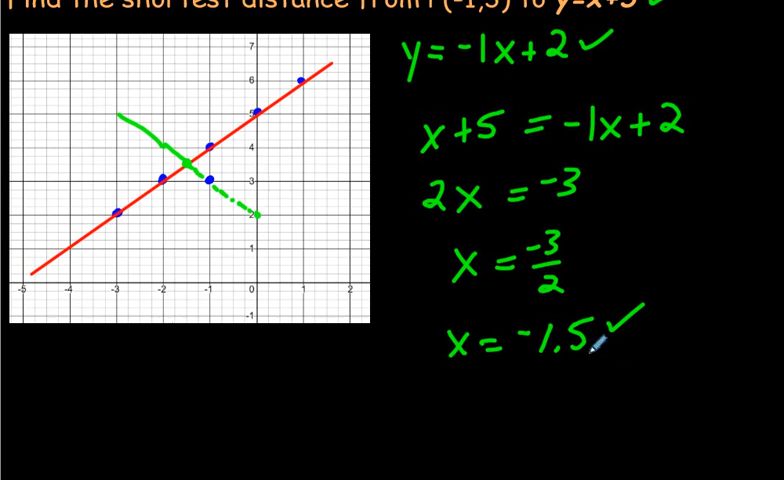 Find the shortest distance from P(-1,3) to y=x+5 ✓
y = -1x + 2 ✓
x + 5 = -1x + 2
2x = -3
x = -3/2
x = -1.5 ✓
7
6
5
4
3
2
1
-5 -4 -3 -2 -1 0 1 2
-1